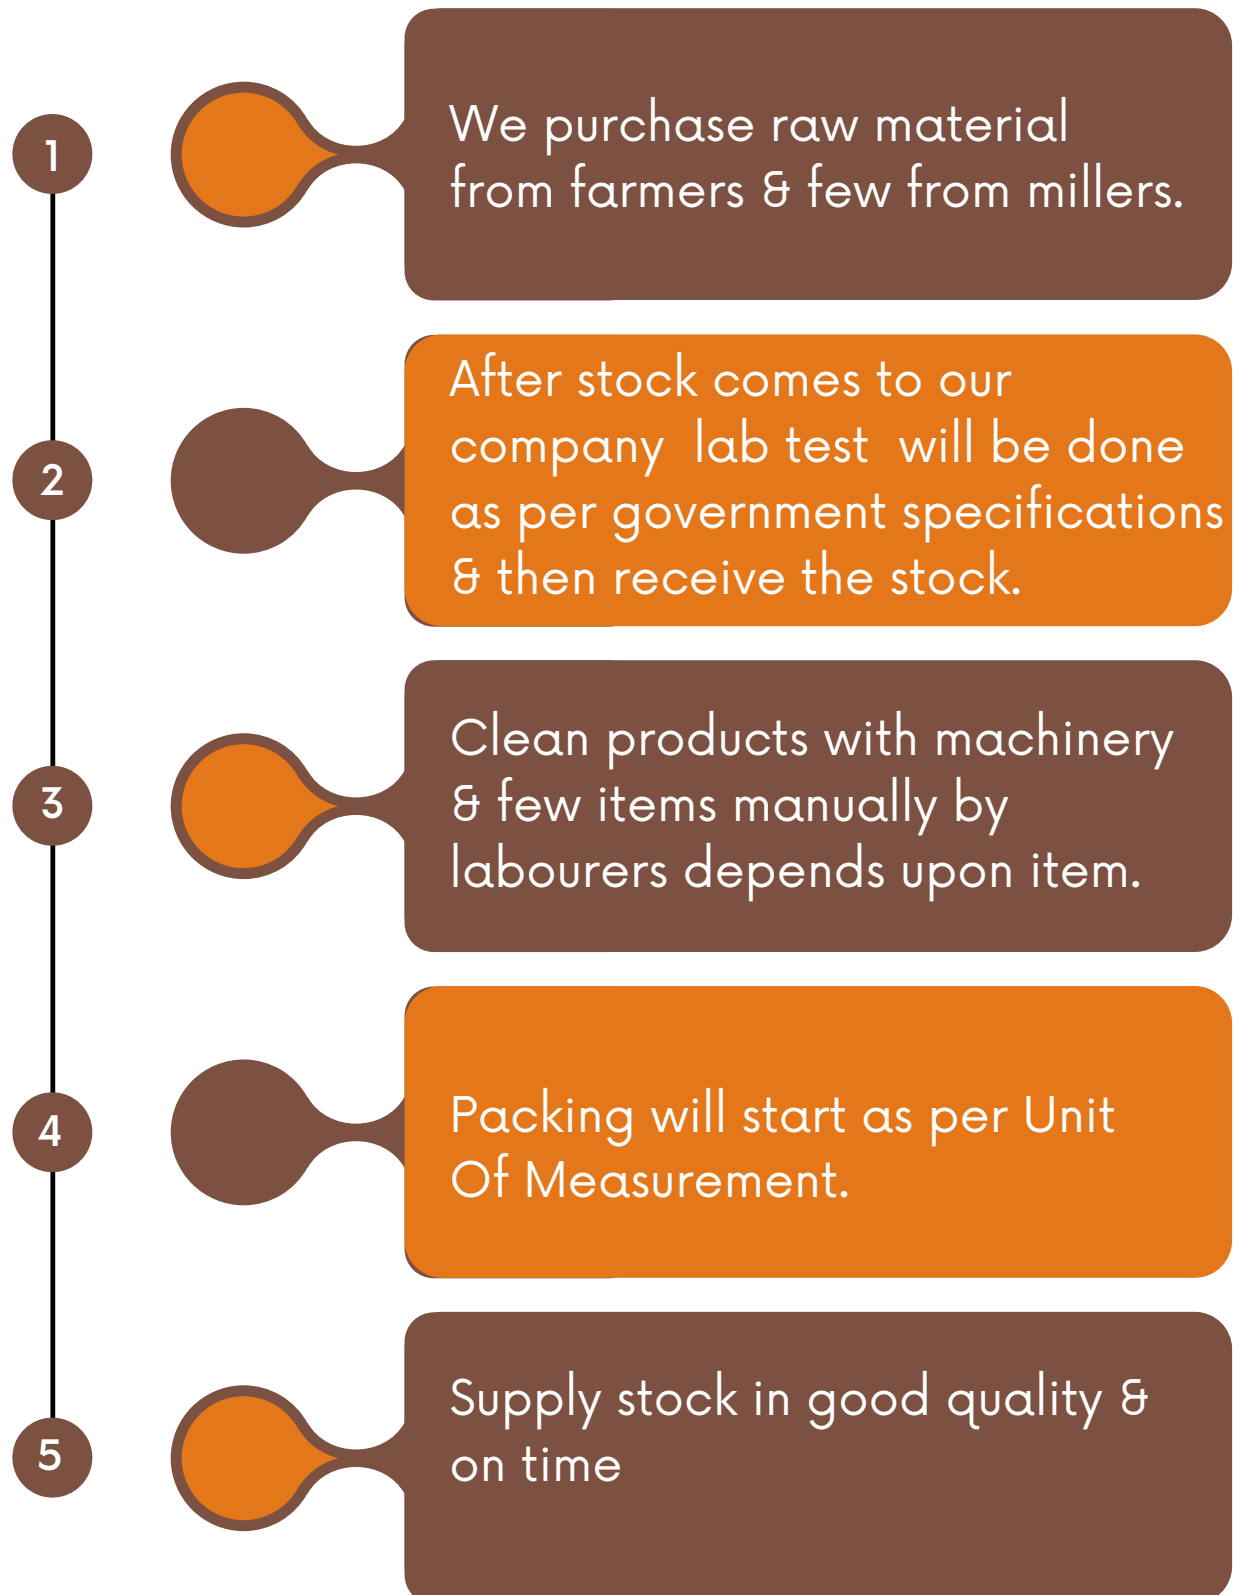 1
We purchase raw material
from farmers & few from millers.
2
After stock comes to our
company lab test will be done
as per government specifications
& then receive the stock.
3
Clean products with machinery
& few items manually by
labourers depends upon item.
4
Packing will start as per Unit
Of Measurement.
5
Supply stock in good quality &
on time